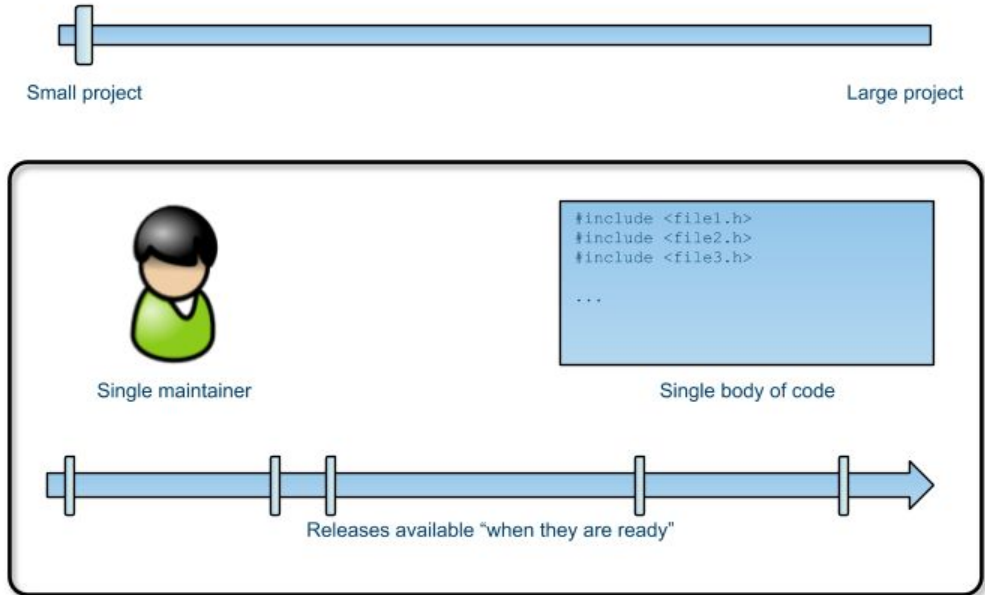 Small project
Large project
#include <file1.h>
#include <file2.h>
#include <file3.h>
...
Single maintainer
Single body of code
Releases available “when they are ready”